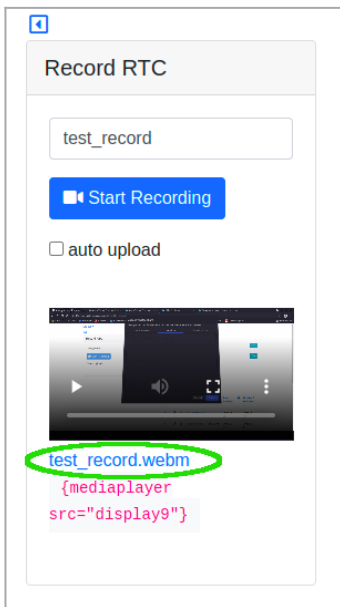 Record RTC
test_record
Start Recording
auto upload
test_record.webm
{mediaplayer
src="display9"}